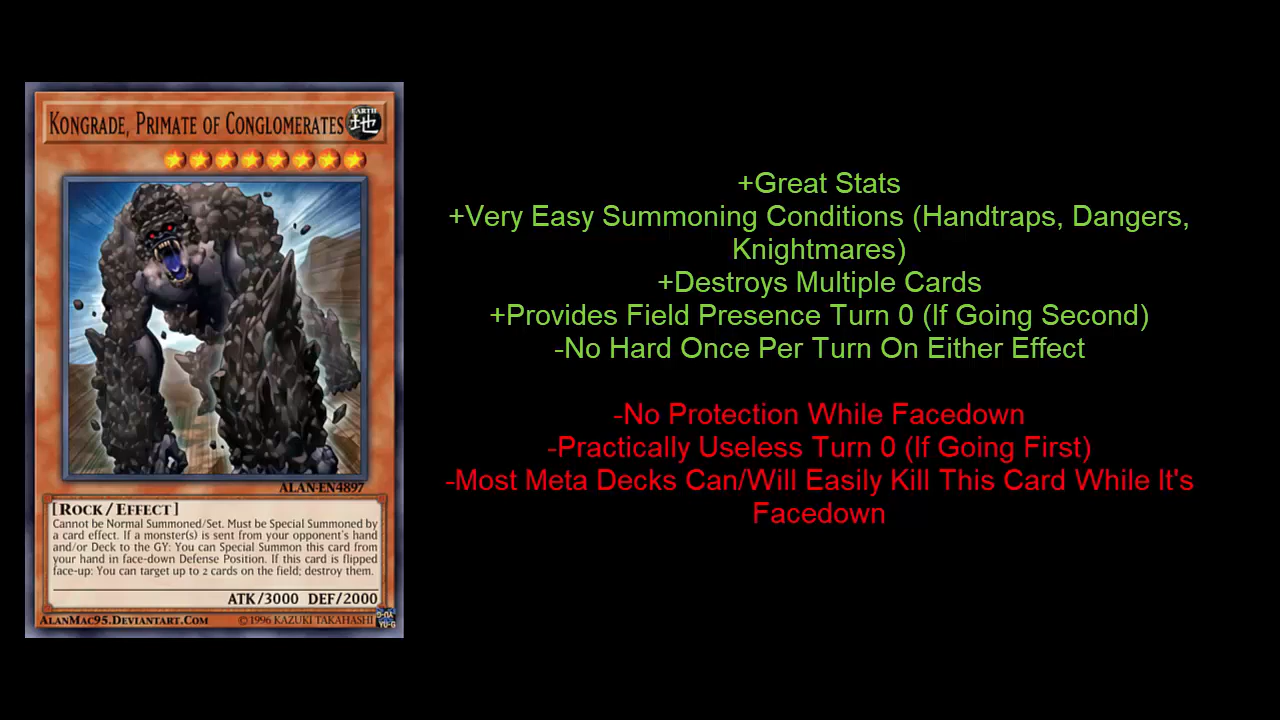 KONGRADE, PRIMATE OF CONGLOMERATES
EARTH
地
ALAN-EN4897
[ROCK/EFFECT]
Cannot be Normal Summoned/Set. Must be Special Summoned by
a card effect. If a monster(s) is sent from your opponent's hand
and/or Deck to the GY: You can Special Summon this card from
your hand in face-down Defense Position. If this card is flipped
face-up: You can target up to 2 cards on the field; destroy them.
ATK/3000 DEF/2000
ALANMAC95.DEVIANTART.COM
©1996 KAZUKI TAKAHASHI
+Great Stats
+Very Easy Summoning Conditions (Handtraps, Dangers,
Knightmares)
+Destroys Multiple Cards
+Provides Field Presence Turn 0 (If Going Second)
-No Hard Once Per Turn On Either Effect
-No Protection While Facedown
-Practically Useless Turn 0 (If Going First)
-Most Meta Decks Can/Will Easily Kill This Card While It's
Facedown